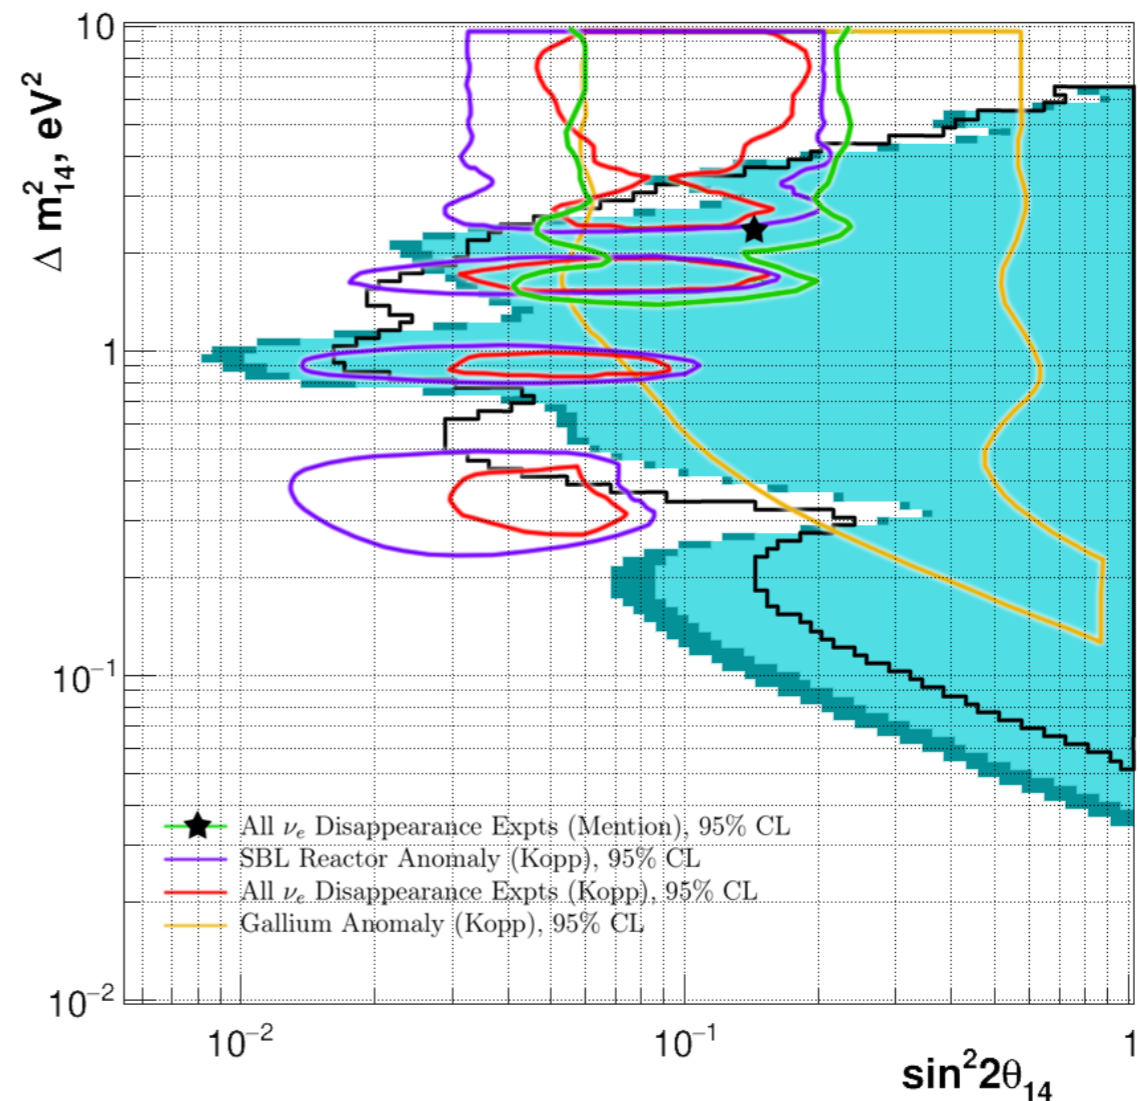 10
Δ m²₁₄, eV²
1
10⁻¹
All νₑ Disappearance Expts (Mention), 95% CL
SBL Reactor Anomaly (Kopp), 95% CL
All νₑ Disappearance Expts (Kopp), 95% CL
Gallium Anomaly (Kopp), 95% CL
10⁻²
10⁻² 10⁻¹ 1
sin²2θ₁₄